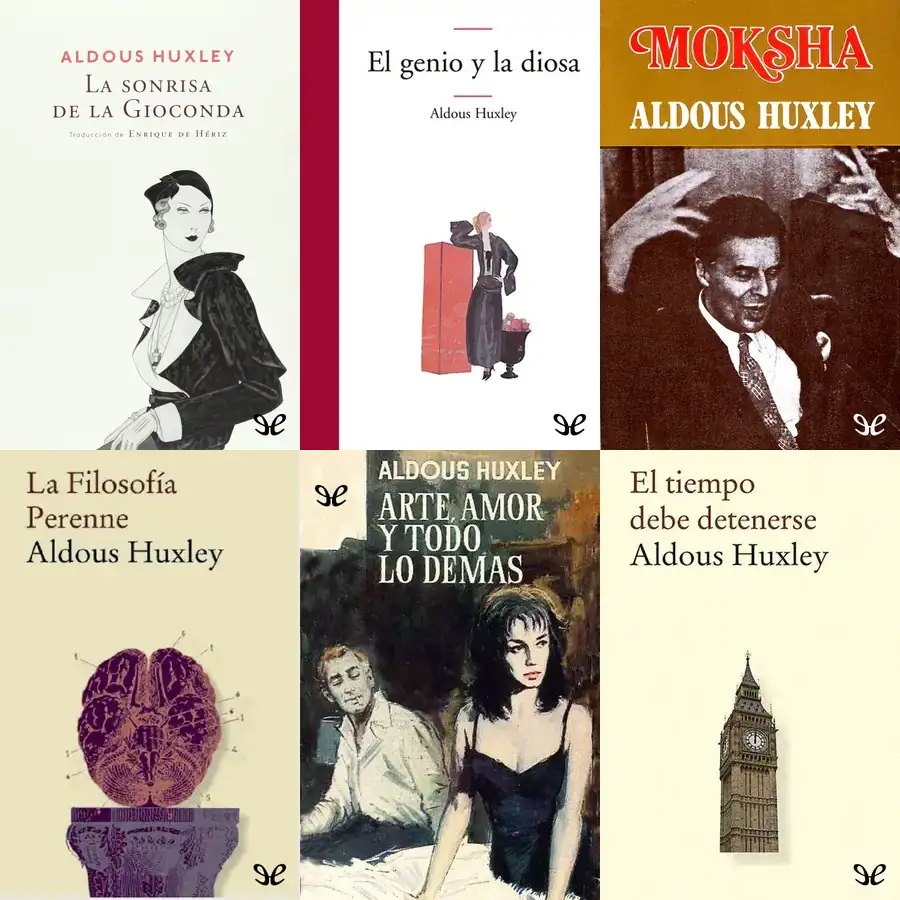 ALDOUS HUXLEY
LA SONRISA
DE LA GIOCONDA
Traducción de ENRIQUE DE HÉRIZ
El genio y la diosa
Aldous Huxley
MOKSHA
ALDOUS HUXLEY
La Filosofía
Perenne
Aldous Huxley
ALDOUS HUXLEY
ARTE, AMOR
Y TODO
LO DEMAS
El tiempo
debe detenerse
Aldous Huxley